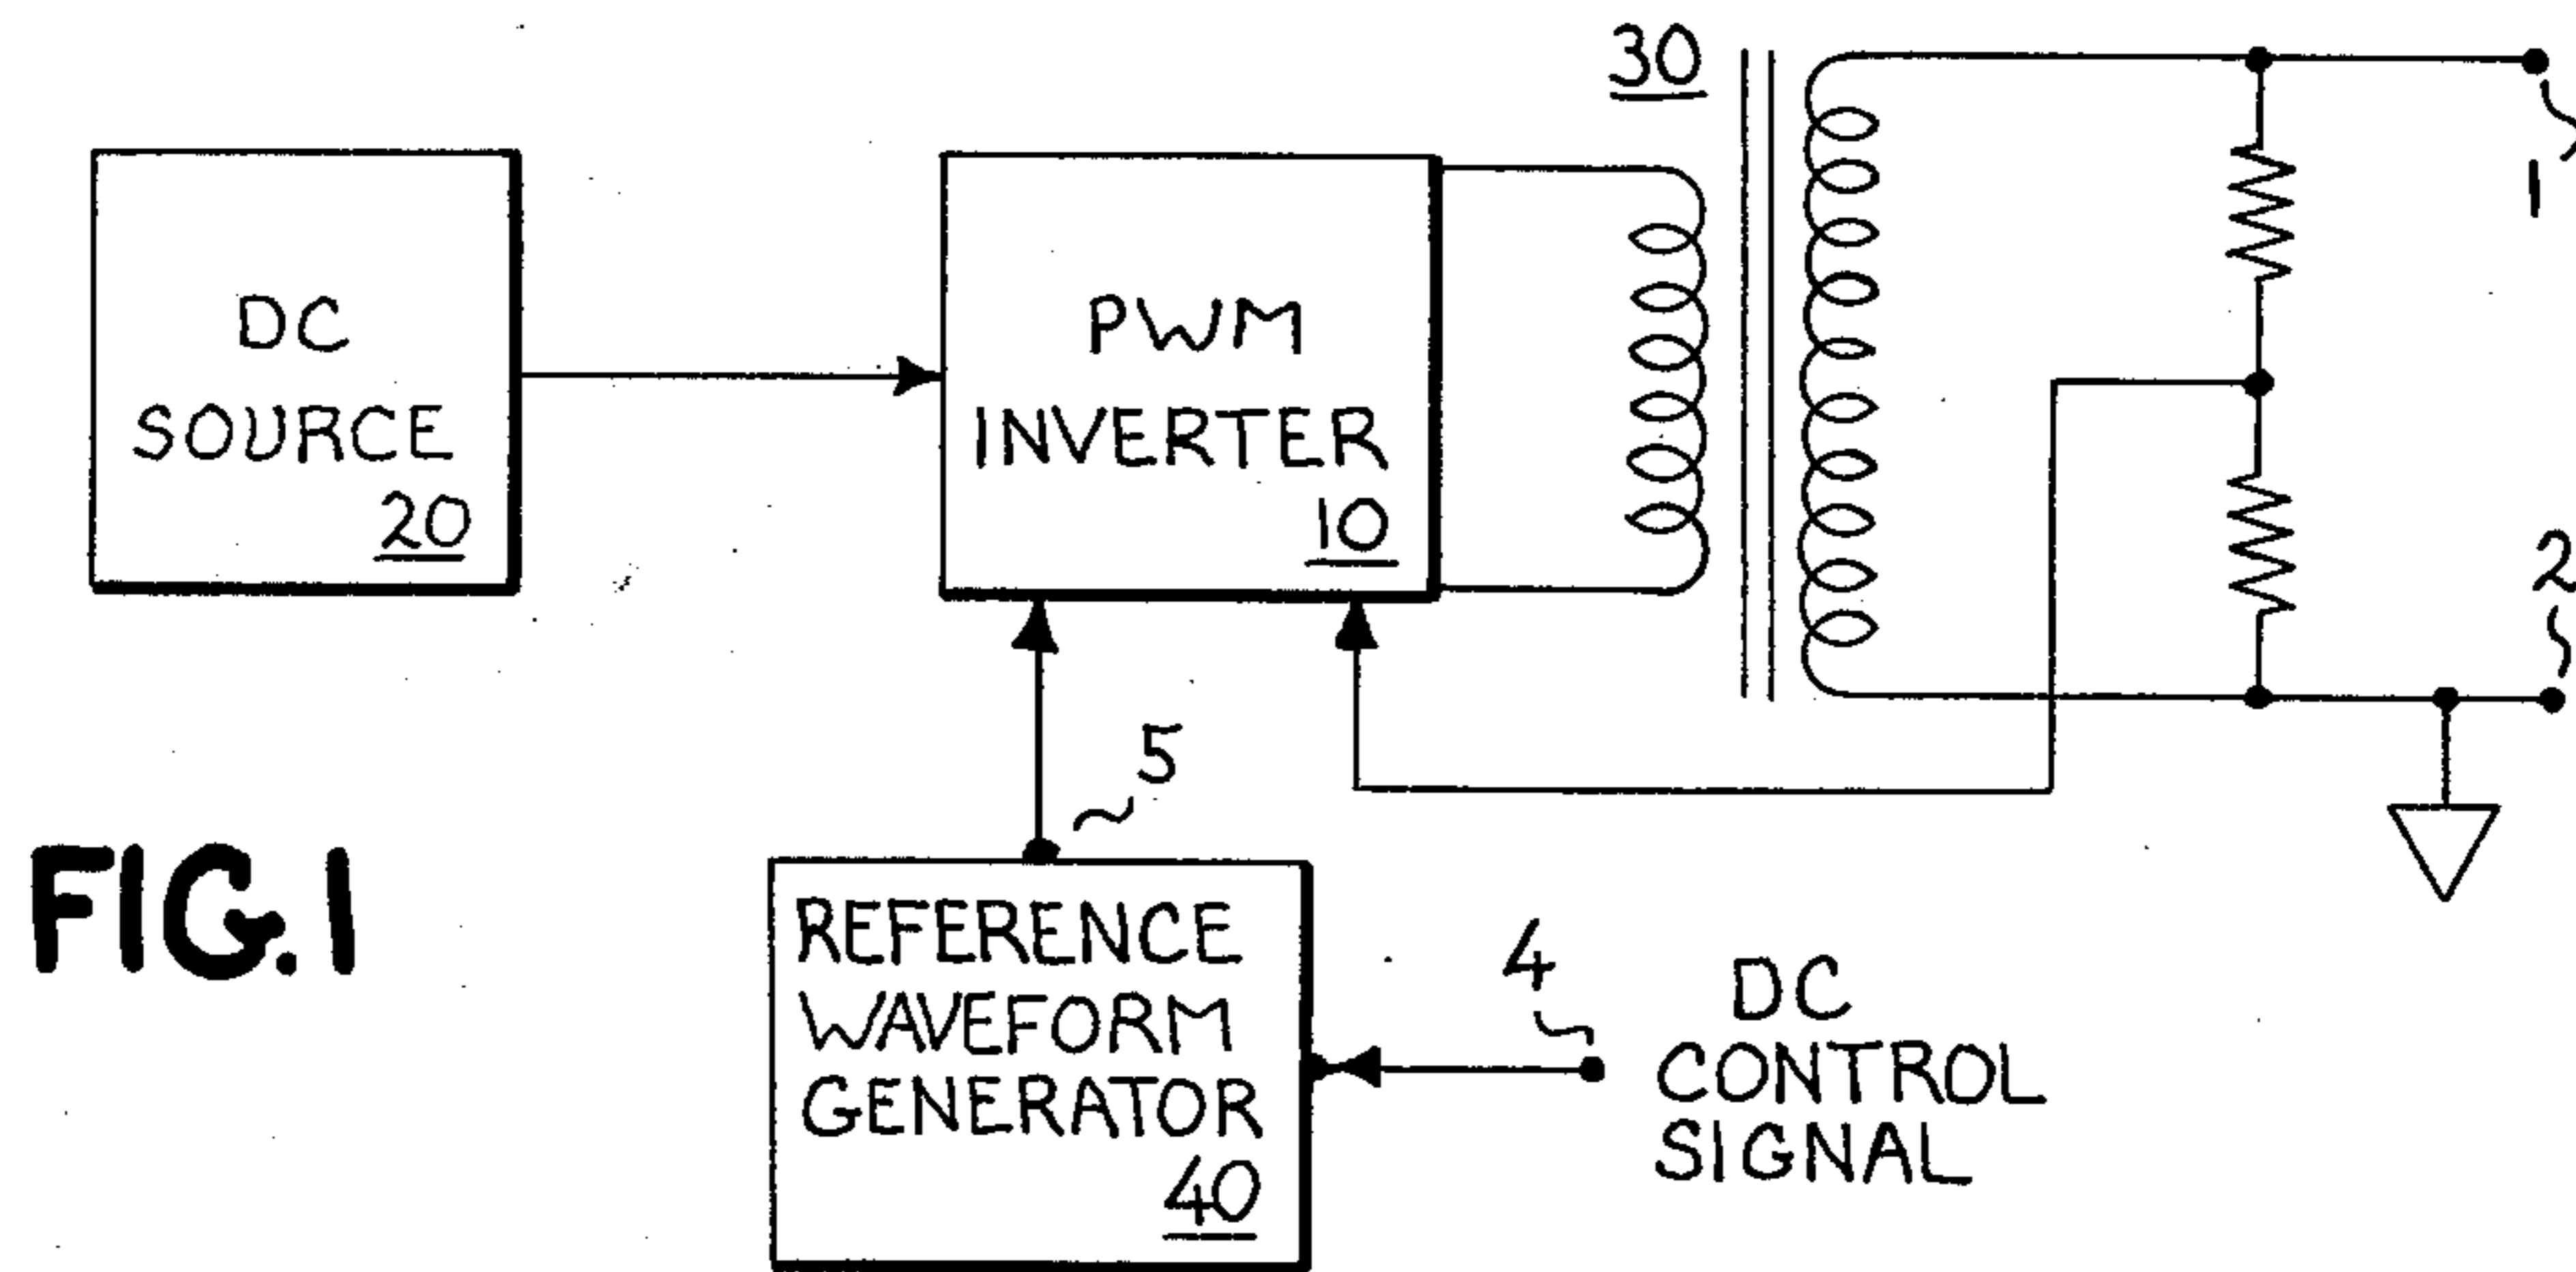 30
1
DC
SOURCE
20
PWM
INVERTER
10
2
5
FIG.1
REFERENCE
WAVEFORM
GENERATOR
40
4
DC
CONTROL
SIGNAL